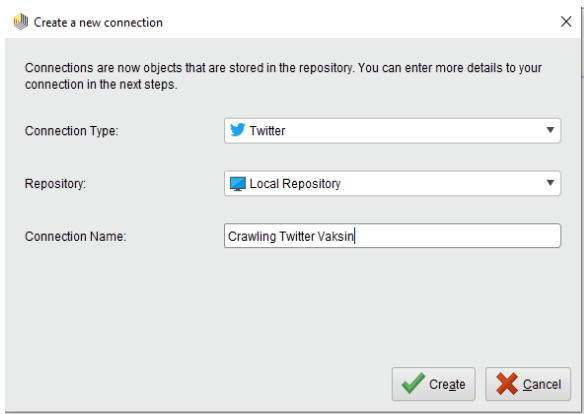 Create a new connection
Connections are now objects that are stored in the repository. You can enter more details to your
connection in the next steps.
Connection Type: Twitter
Repository: Local Repository
Connection Name: Crawling Twitter Vaksin
Create Cancel